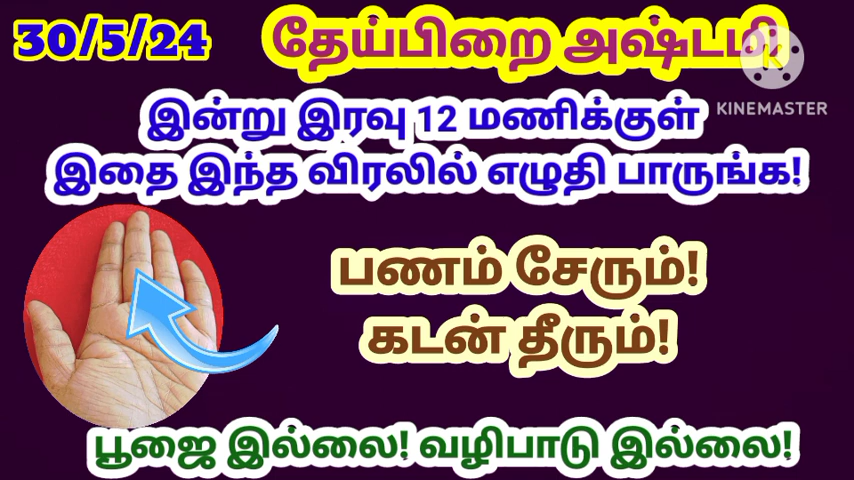 30/5/24 தேய்பிறை அஷ்டமி
KINEMASTER
இன்று இரவு 12 மணிக்குள்
இதை இந்த விரலில் எழுதி பாருங்க!
பணம் சேரும்!
கடன் தீரும்!
பூஜை இல்லை! வழிபாடு இல்லை!